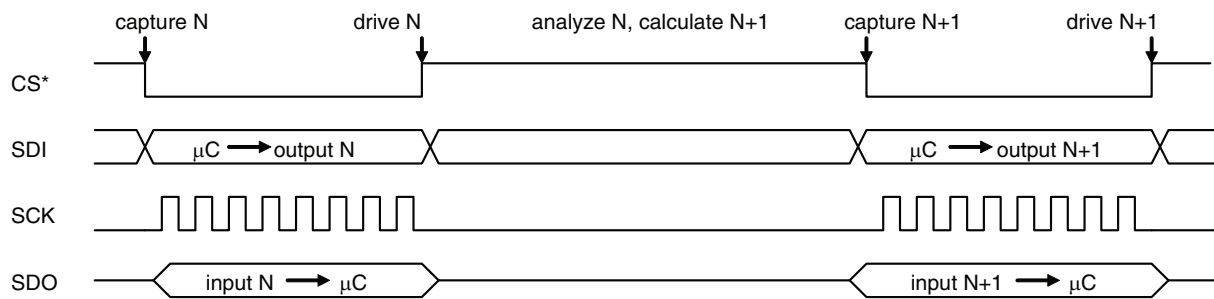 capture N drive N analyze N, calculate N+1 capture N+1 drive N+1
CS*
SDI μC output N μC output N+1
SCK
SDO input N μC input N+1 μC